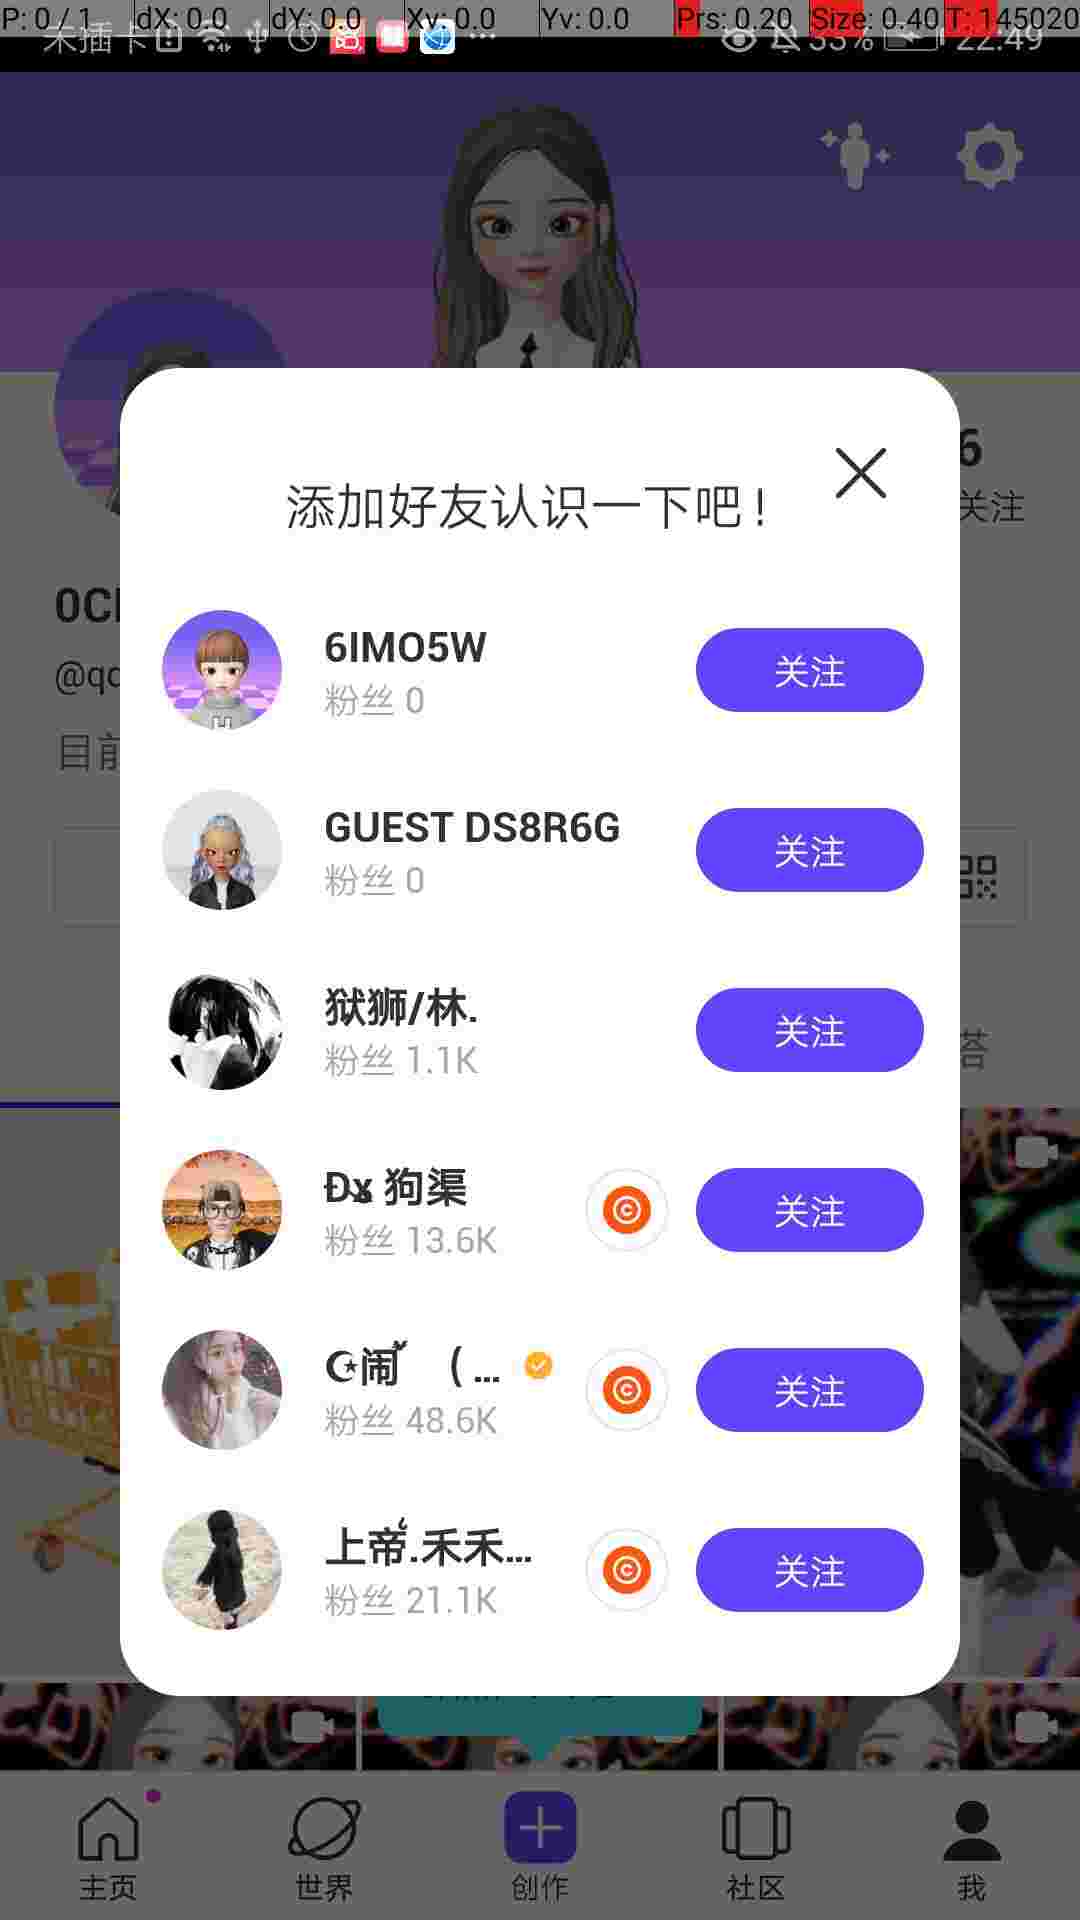 P: 0 / 1 dX: 0.0 dY: 0.0 Xv: 0.0 Yv: 0.0 Prs: 0.20 Size: 0.40 T: 145020
未插卡 33% 22:49
6
关注
添加好友认识一下吧!
6IMO5W
粉丝 0
关注
GUEST DS8R6G
粉丝 0
关注
狱狮/林.
粉丝 1.1K
关注
狗渠
粉丝 13.6K
关注
闹 (...
粉丝 48.6K
关注
上帝.禾禾...
粉丝 21.1K
关注
目前
答
主页
世界
创作
社区
我